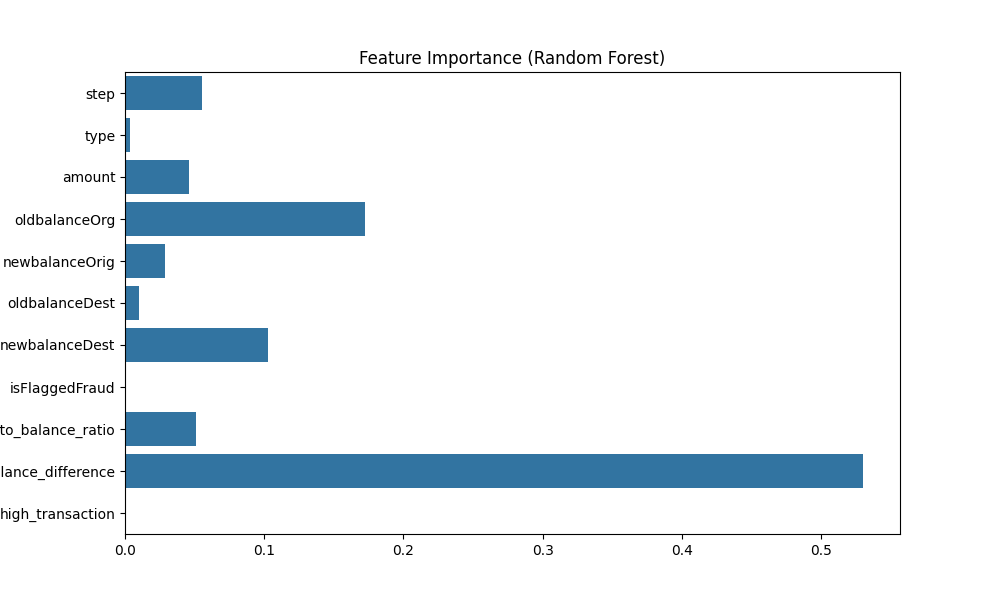 Feature Importance (Random Forest)
step
type
amount
oldbalanceOrg
newbalanceOrig
oldbalanceDest
newbalanceDest
isFlaggedFraud
to_balance_ratio
lance_difference
high_transaction
0.0 0.1 0.2 0.3 0.4 0.5